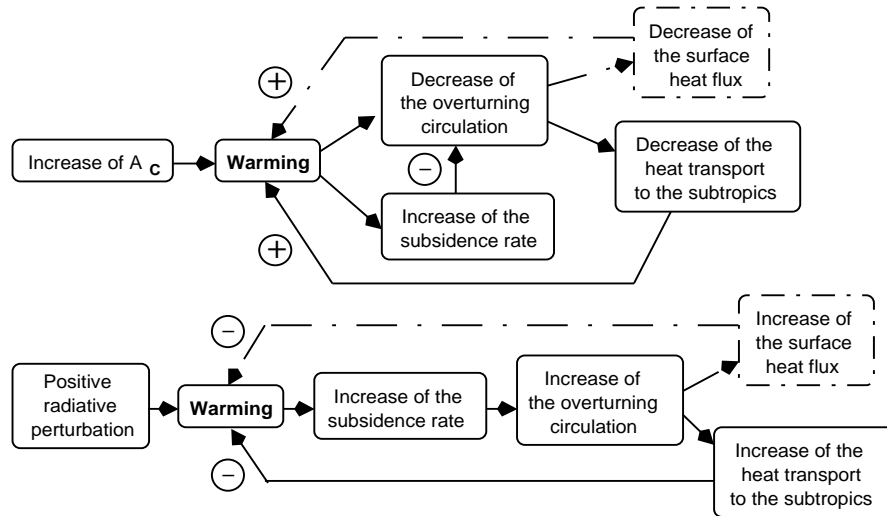 Decrease of
the surface
heat flux
+
Decrease of
the overturning
circulation
Increase of A C
Warming
−
Decrease of the
heat transport
to the subtropics
Increase of the
subsidence rate
+
−
Increase of
the surface
heat flux
Positive
radiative
perturbation
Warming
Increase of the
subsidence rate
Increase of
the overturning
circulation
−
Increase of the
heat transport
to the subtropics